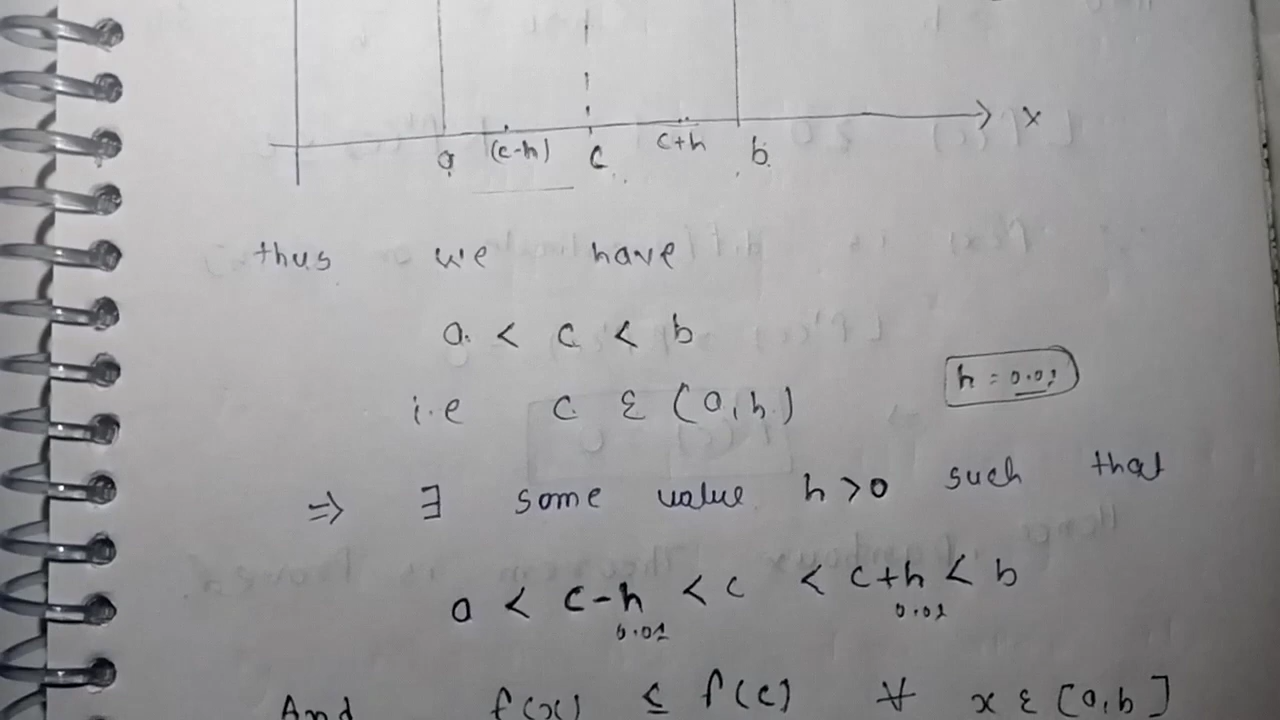 x
a (c-h) c c+h b
thus we have
a < c < b
i.e c ε (a,b)
h = 0.01
⇒ ∃ some value h >0 such that
a < c-h < c < c+h < b
0.01 0.01
And f(x) ≤ f(c) ∀ x ε [a,b]